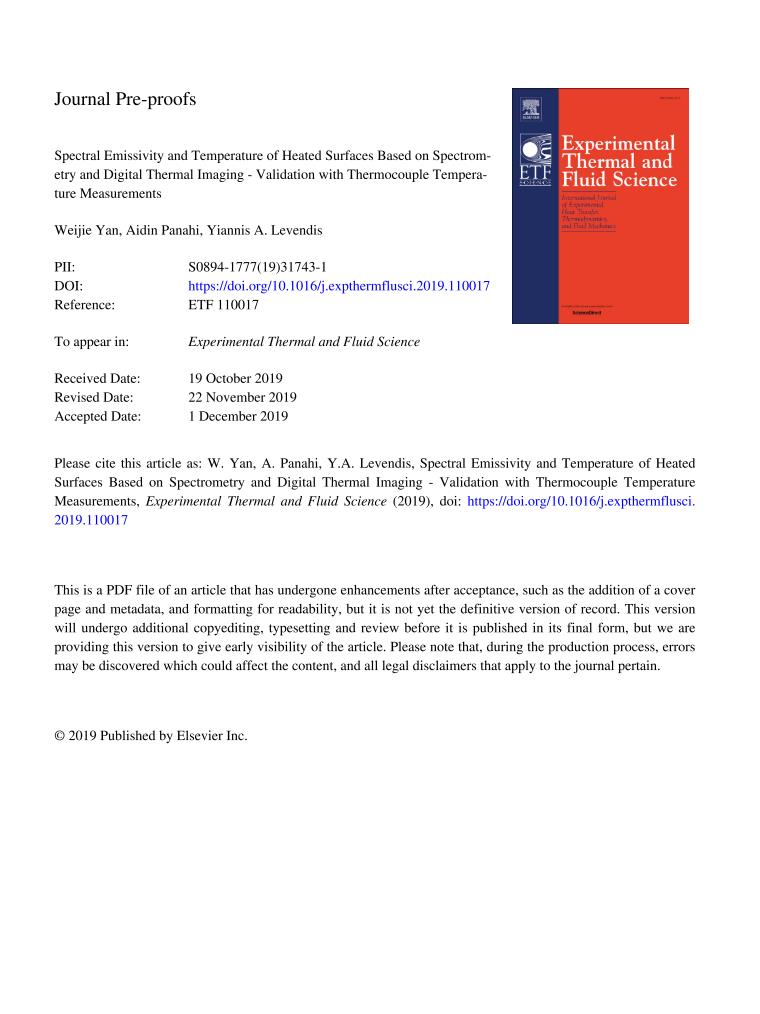 Journal Pre-proofs
Spectral Emissivity and Temperature of Heated Surfaces Based on Spectrom-
etry and Digital Thermal Imaging - Validation with Thermocouple Tempera-
ture Measurements
Weijie Yan, Aidin Panahi, Yiannis A. Levendis
PII: S0894-1777(19)31743-1
DOI: https://doi.org/10.1016/j.expthermflusci.2019.110017
Reference: ETF 110017
To appear in: Experimental Thermal and Fluid Science
Received Date: 19 October 2019
Revised Date: 22 November 2019
Accepted Date: 1 December 2019
ELSEVIER
ETF
SCIENCE
Experimental
Thermal and
Fluid Science
International Journal
of Experimental
Heat Transfer,
Thermodynamics,
and Fluid Mechanics
ScienceDirect
Please cite this article as: W. Yan, A. Panahi, Y.A. Levendis, Spectral Emissivity and Temperature of Heated
Surfaces Based on Spectrometry and Digital Thermal Imaging - Validation with Thermocouple Temperature
Measurements, Experimental Thermal and Fluid Science (2019), doi: https://doi.org/10.1016/j.expthermflusci.
2019.110017
This is a PDF file of an article that has undergone enhancements after acceptance, such as the addition of a cover
page and metadata, and formatting for readability, but it is not yet the definitive version of record. This version
will undergo additional copyediting, typesetting and review before it is published in its final form, but we are
providing this version to give early visibility of the article. Please note that, during the production process, errors
may be discovered which could affect the content, and all legal disclaimers that apply to the journal pertain.
© 2019 Published by Elsevier Inc.